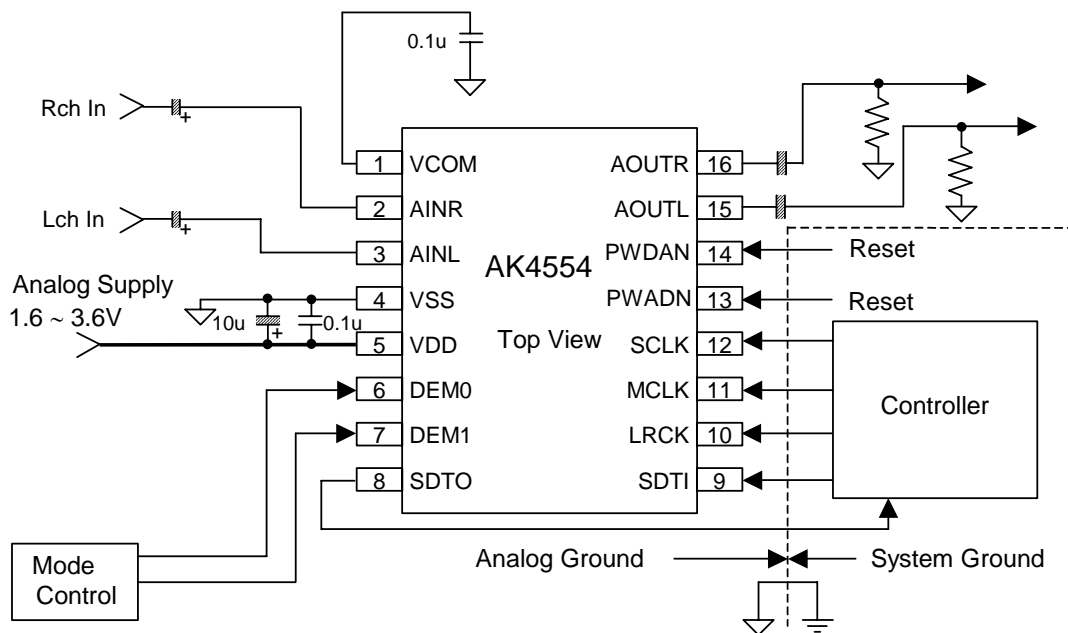 0.1u
Rch In
+
1 VCOM
AOUTR 16
2 AINR
AOUTL 15
Lch In
+
3 AINL
PWDAN 14
Reset
AK4554
Analog Supply
1.6 ~ 3.6V
4 VSS
PWADN 13
Reset
10u
+
0.1u
Top View
5 VDD
SCLK 12
6 DEM0
MCLK 11
Controller
7 DEM1
LRCK 10
8 SDTO
SDTI 9
Analog Ground
System Ground
Mode
Control